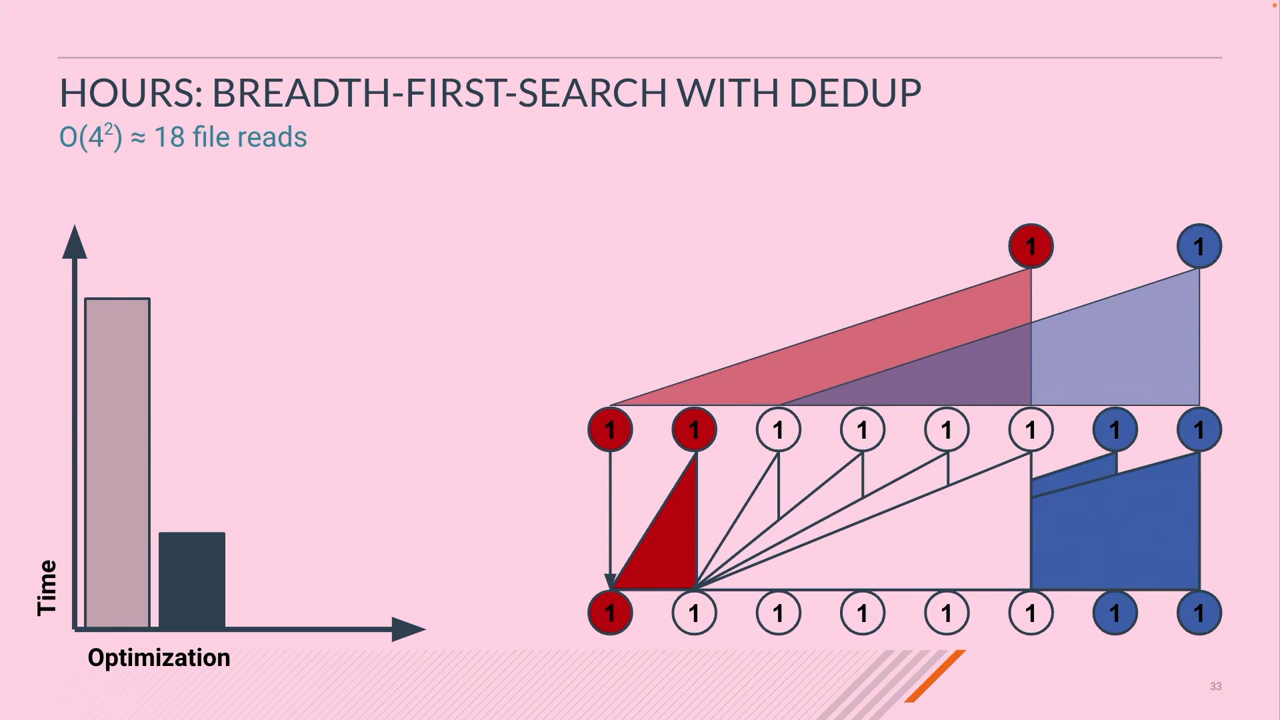 HOURS: BREADTH-FIRST-SEARCH WITH DEDUP
O(4²) ≈ 18 file reads
Time
Optimization
1 1
1 1 1 1 1 1 1 1
1 1 1 1 1 1 1 1
33